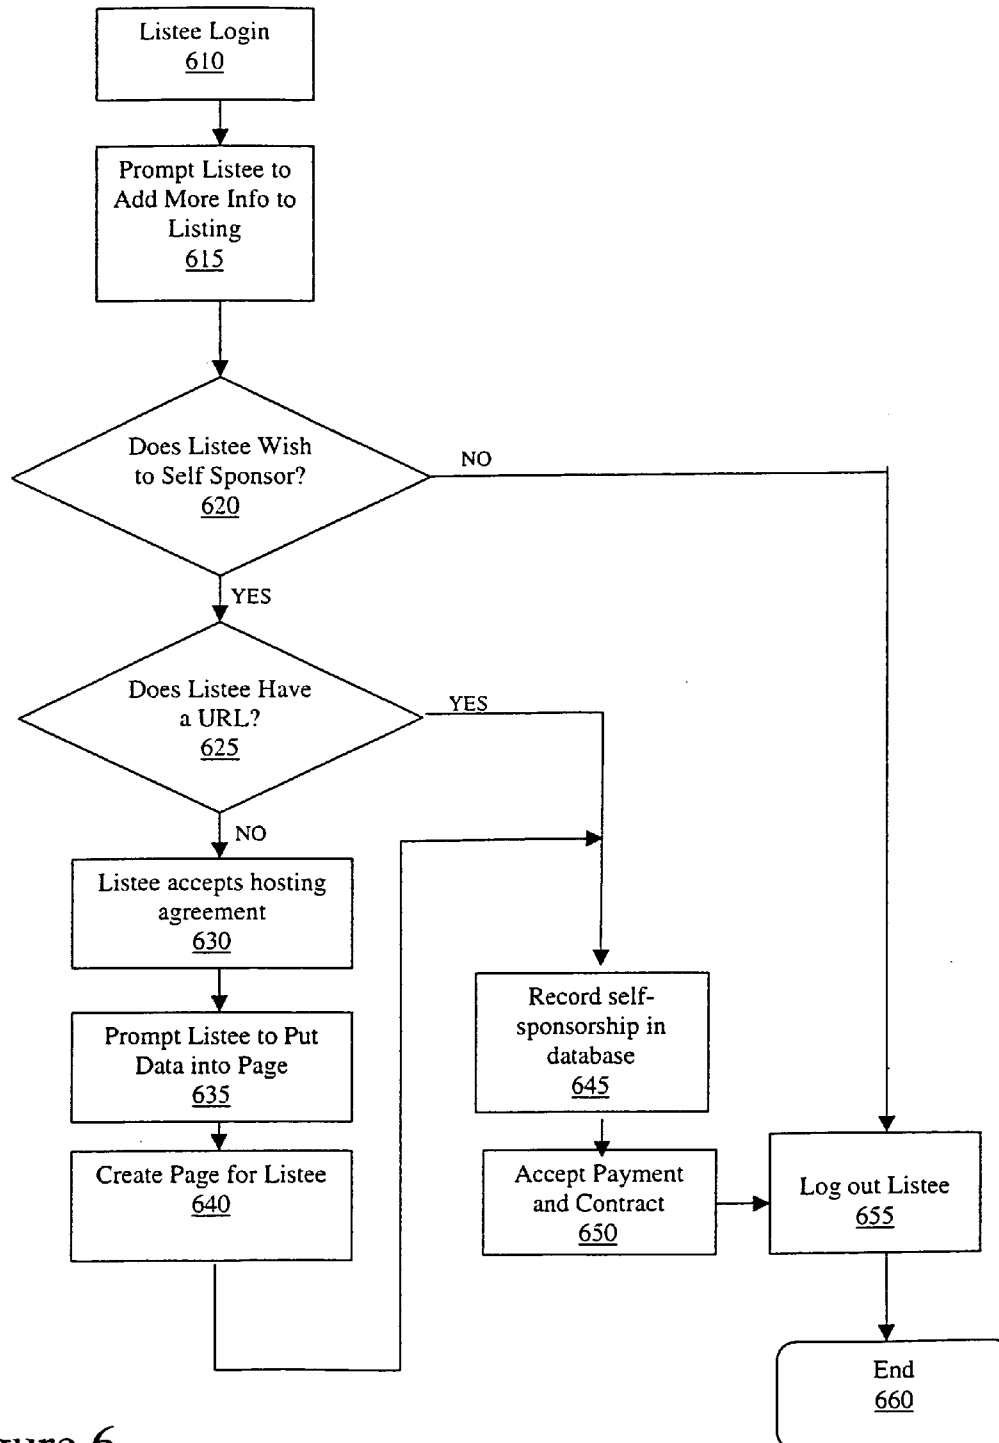 Listee Login
610
Prompt Listee to
Add More Info to
Listing
615
Does Listee Wish
to Self Sponsor?
620
NO
YES
Does Listee Have
a URL?
625
YES
NO
Listee accepts hosting
agreement
630
Prompt Listee to Put
Data into Page
635
Create Page for Listee
640
Record self-
sponsorship in
database
645
Accept Payment
and Contract
650
Log out Listee
655
End
660